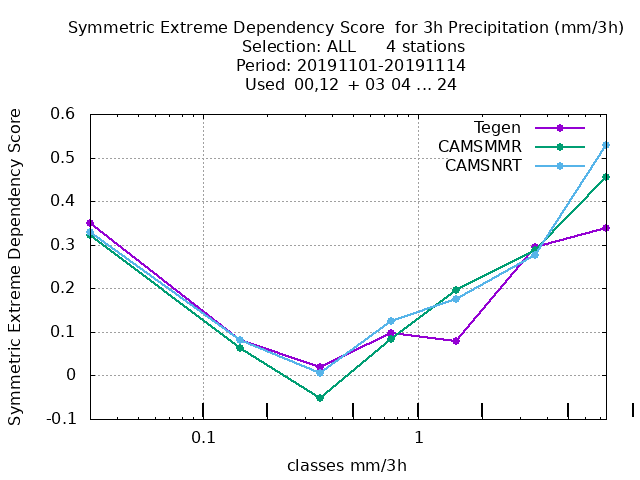 Symmetric Extreme Dependency Score  for 3h Precipitation (mm/3h)
Selection: ALL      4 stations
Period: 20191101-20191114
Used  00,12  + 03 04 ... 24
Symmetric Extreme Dependency Score
0.6
0.5
0.4
0.3
0.2
0.1
0
-0.1
Tegen
CAMSMMR
CAMSNRT
0.1
1
classes mm/3h